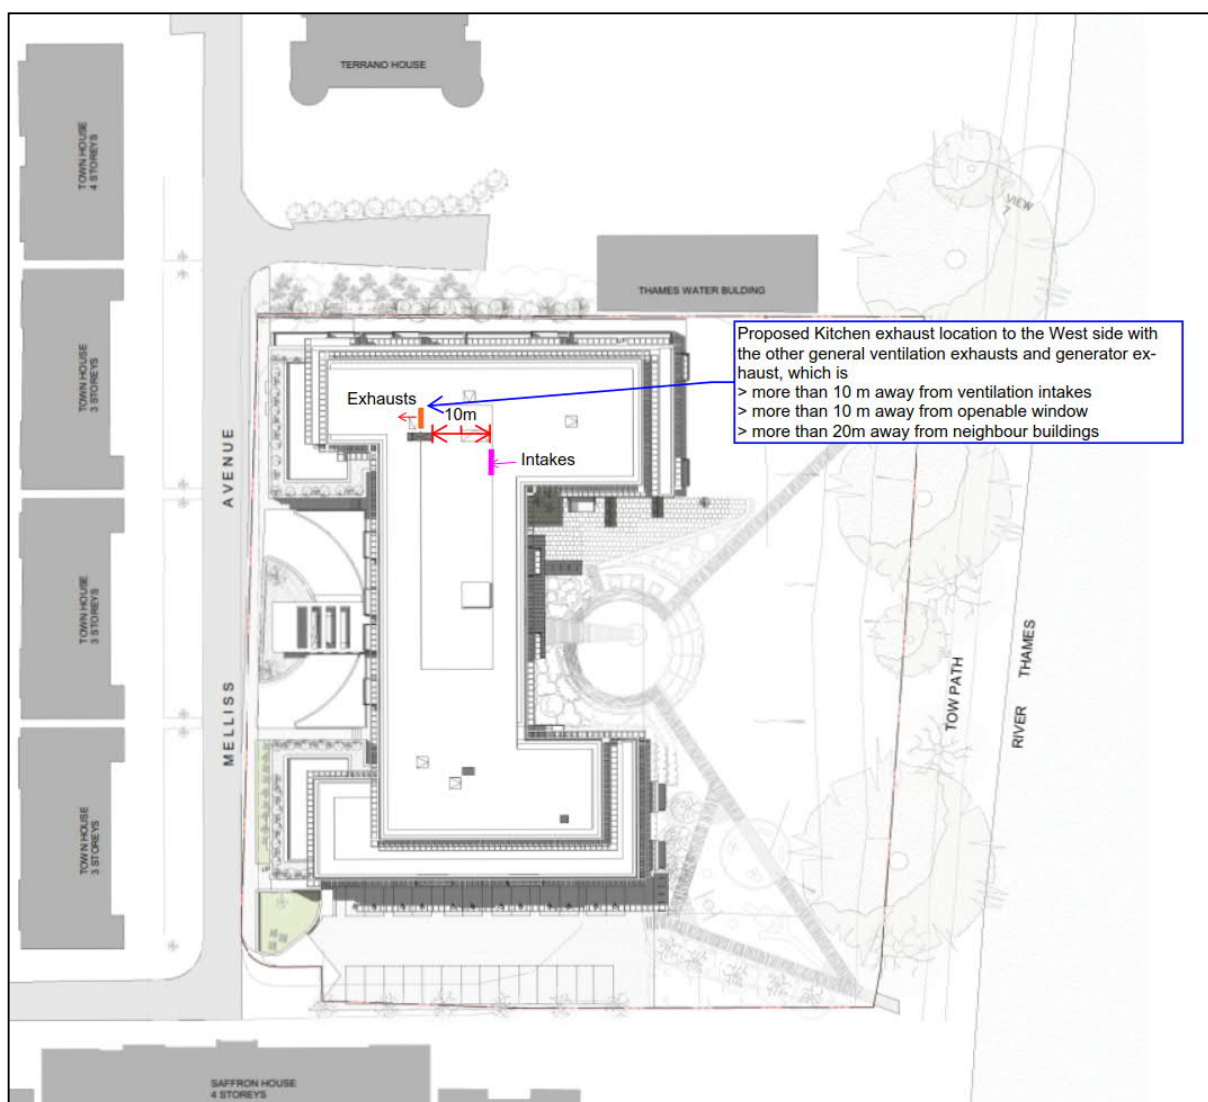 TERRANO HOUSE
TOWN HOUSE
4 STOREYS
VIEW
7
THAMES WATER BULDING
TOWN HOUSE
3 STOREYS
Proposed Kitchen exhaust location to the West side with
the other general ventilation exhausts and generator ex-
haust, which is
> more than 10 m away from ventilation intakes
> more than 10 m away from openable window
> more than 20m away from neighbour buildings
Exhausts
10m
Intakes
MELLISS AVENUE
TOWN HOUSE
3 STOREYS
TOW PATH
RIVER THAMES
TOWN HOUSE
3 STOREYS
SAFFRON HOUSE
4 STOREYS